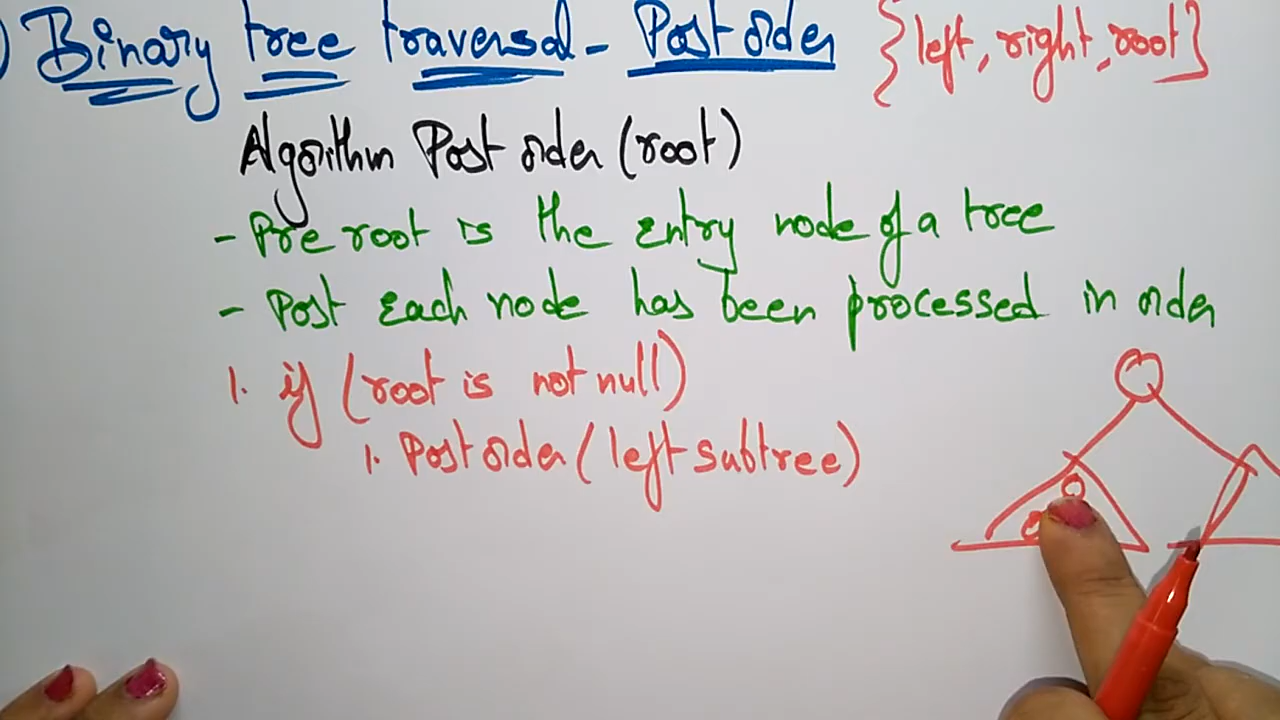 ) Binary tree traversal - Post order {left, right, root}
Algorithm Post order (root)
- Pre root is the entry node of a tree
- Post Each node has been processed in order
1. if (root is not null)
1. Post order (left subtree)